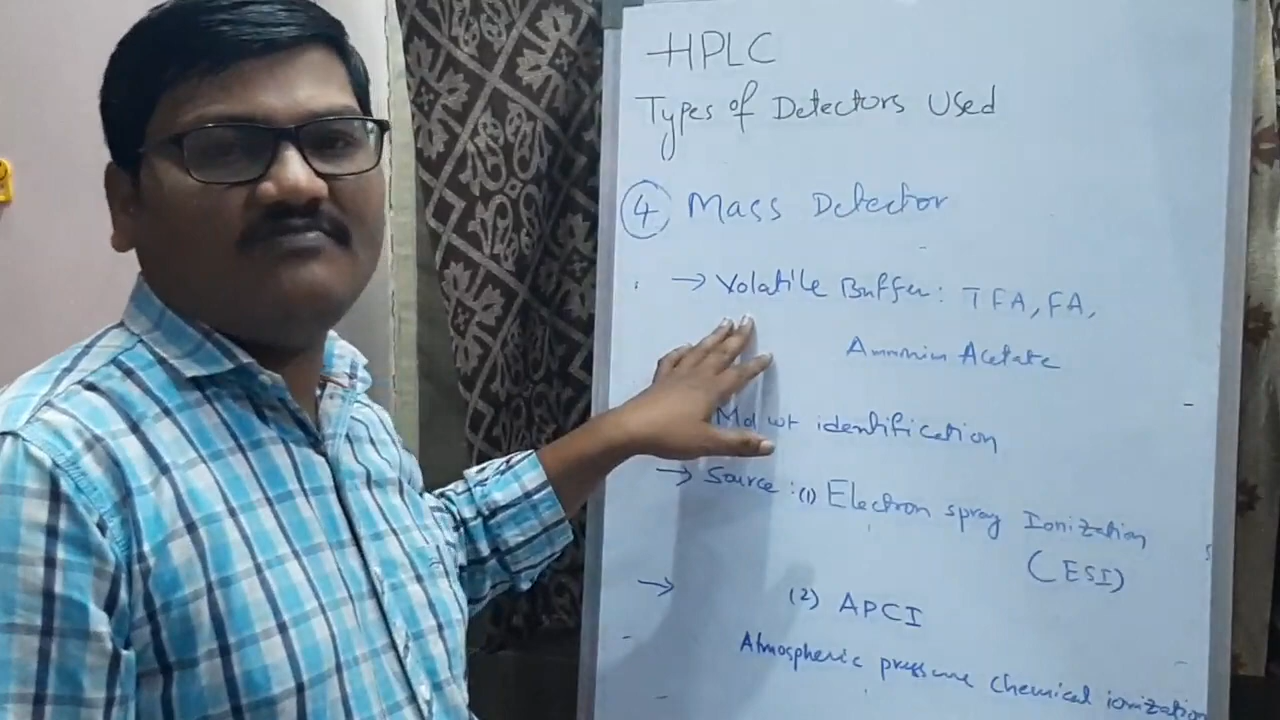 HPLC
Types of Detectors Used
4 Mass Detector
→ Volatile Buffer: TFA, FA,
Ammonium Acetate
Mol wt identification
→ Source: (1) Electron spray Ionization
(ESI)
→ (2) APCI
Atmospheric pressure chemical ionization